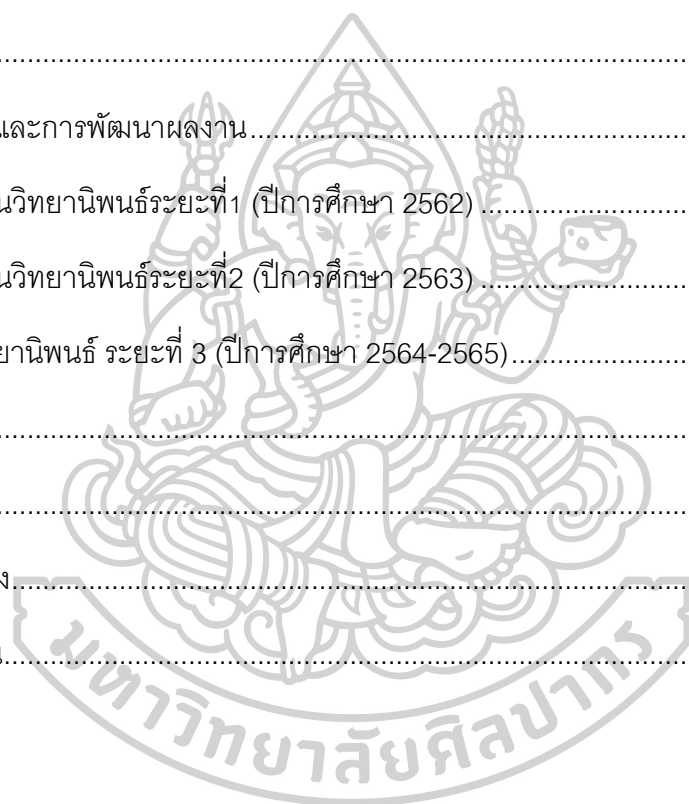 ................................................................
และการพัฒนาผลงาน................................................
นวิทยานิพนธ์ระยะที่1 (ปีการศึกษา 2562) ......................
นวิทยานิพนธ์ระยะที่2 (ปีการศึกษา 2563) ......................
ยานิพนธ์ ระยะที่ 3 (ปีการศึกษา 2564-2565)...................
................................................................
................................................................
ง..............................................................
น..............................................................
มหาวิทยาลัยศิลปากร